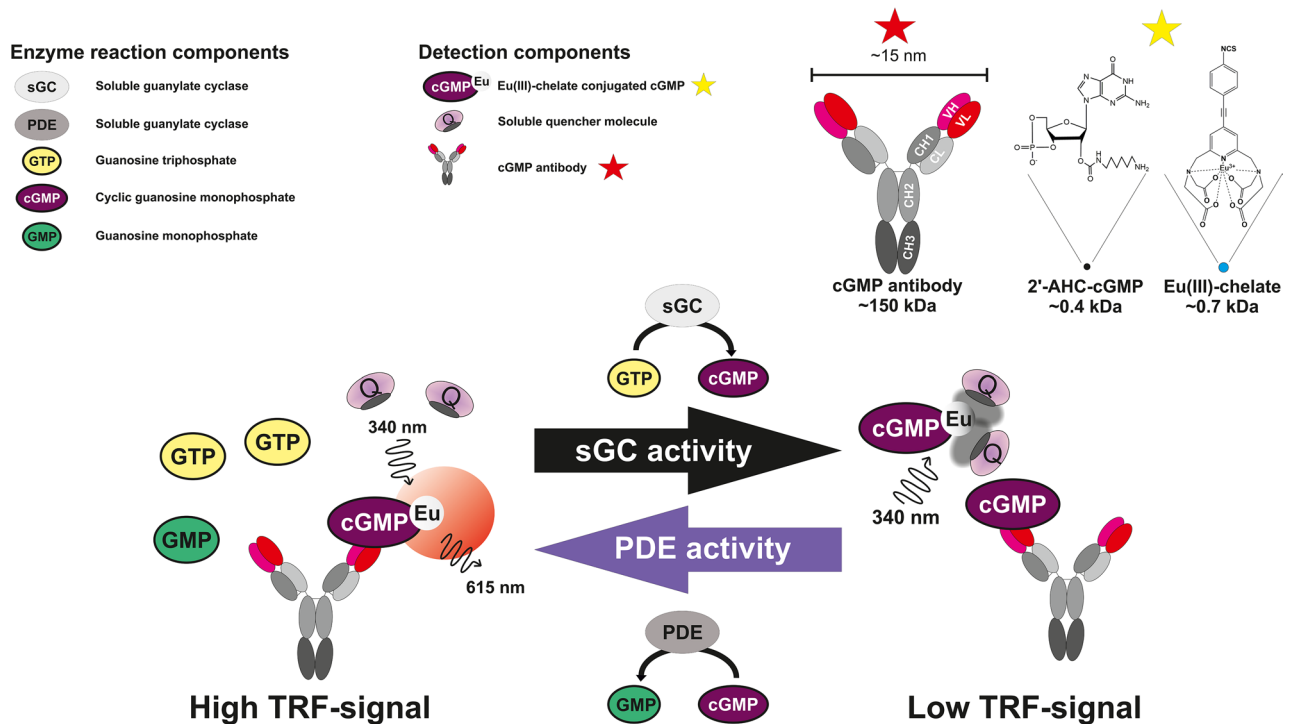 Enzyme reaction components
sGC Soluble guanylate cyclase
PDE Soluble guanylate cyclase
GTP Guanosine triphosphate
cGMP Cyclic guanosine monophosphate
GMP Guanosine monophosphate
Detection components
cGMP Eu Eu(III)-chelate conjugated cGMP
Q Soluble quencher molecule
cGMP antibody
~15 nm
VH
VL
CH1
CL
CH2
CH3
cGMP antibody
~150 kDa
O
N
NH
N
N
NH₂
O
O
O
P
O
O⁻
O
O
HN
NH₂
O
2'-AHC-cGMP
~0.4 kDa
NCS
N
N
Eu³⁺
N
O
O
O
O
O
O
O
O
Eu(III)-chelate
~0.7 kDa
sGC
GTP
cGMP
Q
Q
340 nm
GTP
GTP
GMP
cGMP
Eu
615 nm
sGC activity
PDE activity
Q
cGMP
Eu
Q
340 nm
cGMP
PDE
GMP
cGMP
High TRF-signal
Low TRF-signal